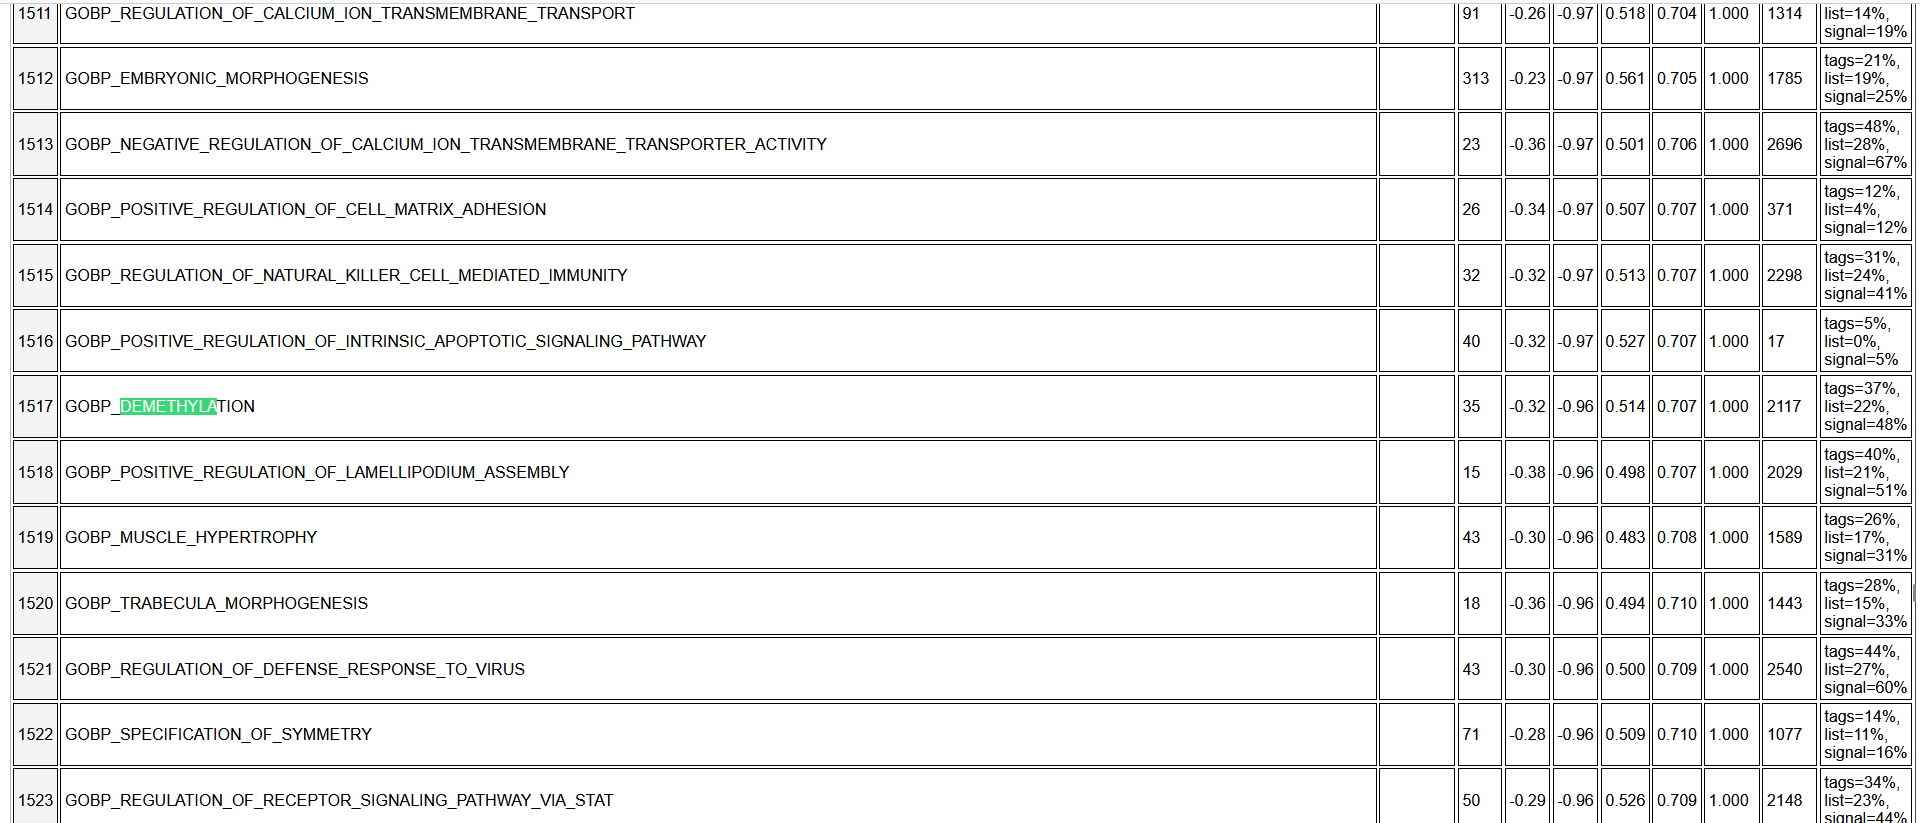 1511 GOBP_REGULATION_OF_CALCIUM_ION_TRANSMEMBRANE_TRANSPORT 91 -0.26 -0.97 0.518 0.704 1.000 1314 list=14%,
signal=19%
tags=21%,
1512 GOBP_EMBRYONIC_MORPHOGENESIS 313 -0.23 -0.97 0.561 0.705 1.000 1785 list=19%,
signal=25%
tags=48%,
1513 GOBP_NEGATIVE_REGULATION_OF_CALCIUM_ION_TRANSMEMBRANE_TRANSPORTER_ACTIVITY 23 -0.36 -0.97 0.501 0.706 1.000 2696 list=28%,
signal=67%
tags=12%,
1514 GOBP_POSITIVE_REGULATION_OF_CELL_MATRIX_ADHESION 26 -0.34 -0.97 0.507 0.707 1.000 371 list=4%,
signal=12%
tags=31%,
1515 GOBP_REGULATION_OF_NATURAL_KILLER_CELL_MEDIATED_IMMUNITY 32 -0.32 -0.97 0.513 0.707 1.000 2298 list=24%,
signal=41%
tags=5%,
1516 GOBP_POSITIVE_REGULATION_OF_INTRINSIC_APOPTOTIC_SIGNALING_PATHWAY 40 -0.32 -0.97 0.527 0.707 1.000 17 list=0%,
signal=5%
tags=37%,
1517 GOBP_DEMETHYLATION 35 -0.32 -0.96 0.514 0.707 1.000 2117 list=22%,
signal=48%
tags=40%,
1518 GOBP_POSITIVE_REGULATION_OF_LAMELLIPODIUM_ASSEMBLY 15 -0.38 -0.96 0.498 0.707 1.000 2029 list=21%,
signal=51%
tags=26%,
1519 GOBP_MUSCLE_HYPERTROPHY 43 -0.30 -0.96 0.483 0.708 1.000 1589 list=17%,
signal=31%
tags=28%,
1520 GOBP_TRABECULA_MORPHOGENESIS 18 -0.36 -0.96 0.494 0.710 1.000 1443 list=15%,
signal=33%
tags=44%,
1521 GOBP_REGULATION_OF_DEFENSE_RESPONSE_TO_VIRUS 43 -0.30 -0.96 0.500 0.709 1.000 2540 list=27%,
signal=60%
tags=14%,
1522 GOBP_SPECIFICATION_OF_SYMMETRY 71 -0.28 -0.96 0.509 0.710 1.000 1077 list=11%,
signal=16%
tags=34%,
1523 GOBP_REGULATION_OF_RECEPTOR_SIGNALING_PATHWAY_VIA_STAT 50 -0.29 -0.96 0.526 0.709 1.000 2148 list=23%,
signal=44%